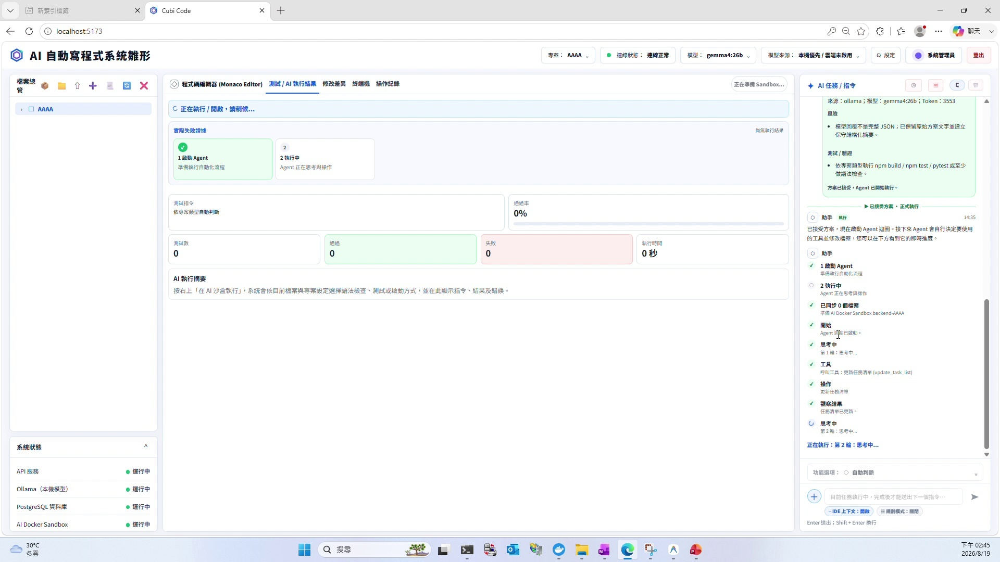 新索引標籤
Cubi Code
localhost:5173
聊天
AI 自動寫程式系統雛形
專案： AAAA
連線狀態： 連線正常
模型： gemma4:26b
模型來源： 本機優先 / 雲端未啟用
設定
系統管理員
登出
檔案總管
AAAA
系統狀態
API 服務
運行中
Ollama（本機模型）
運行中
PostgreSQL 資料庫
運行中
AI Docker Sandbox
運行中
程式碼編輯器 (Monaco Editor)
測試 / AI 執行結果
修改差異
終端機
操作紀錄
正在準備 Sandbox...
正在執行 / 開啟，請稍候...
實際失敗證據
尚無執行結果
1 啟動 Agent
準備執行自動化流程
2
2 執行中
Agent 正在思考與操作
測試指令
依專案類型自動判斷
通過率
0%
測試數
0
通過
0
失敗
0
執行時間
0 秒
AI 執行摘要
按右上「在 AI 沙盒執行」，系統會依目前檔案與專案設定選擇語法檢查、測試或啟動方式，並在此顯示指令、結果及錯誤。
AI 任務 / 指令
來源：ollama；模型：gemma4:26b；Token：3553
風險
模型回覆不是完整 JSON；已保留原始方案文字並建立
保守結構化摘要。
測試 / 驗證
依專案類型執行 npm build / npm test / pytest 或至少
做語法檢查。
方案已接受，Agent 已開始執行。
▶ 已接受方案 · 正式執行
助手 執行
14:35
已接受方案，現在啟動 Agent 迴圈。接下來 Agent 會自行決定要使用
的工具並修改檔案，您可以在下方看到它的即時進度。
助手
1 啟動 Agent
準備執行自動化流程
2 執行中
Agent 正在思考與操作
已同步 0 個檔案
準備 AI Docker Sandbox backend-AAAA
開始
Agent 迴圈已啟動。
思考中
第 1 輪：思考中...
工具
呼叫工具：更新任務清單 (update_task_list)
操作
更新任務清單
觀察結果
任務清單已更新。
思考中
第 2 輪：思考中...
正在執行：第 2 輪：思考中...
功能選項： ◇ 自動判斷
目前任務執行中，完成後才能送出下一個指令…
IDE 上下文：開啟
規劃模式：關閉
Enter 送出；Shift + Enter 換行
30°C
多雲
搜尋
下午 02:45
2026/8/19